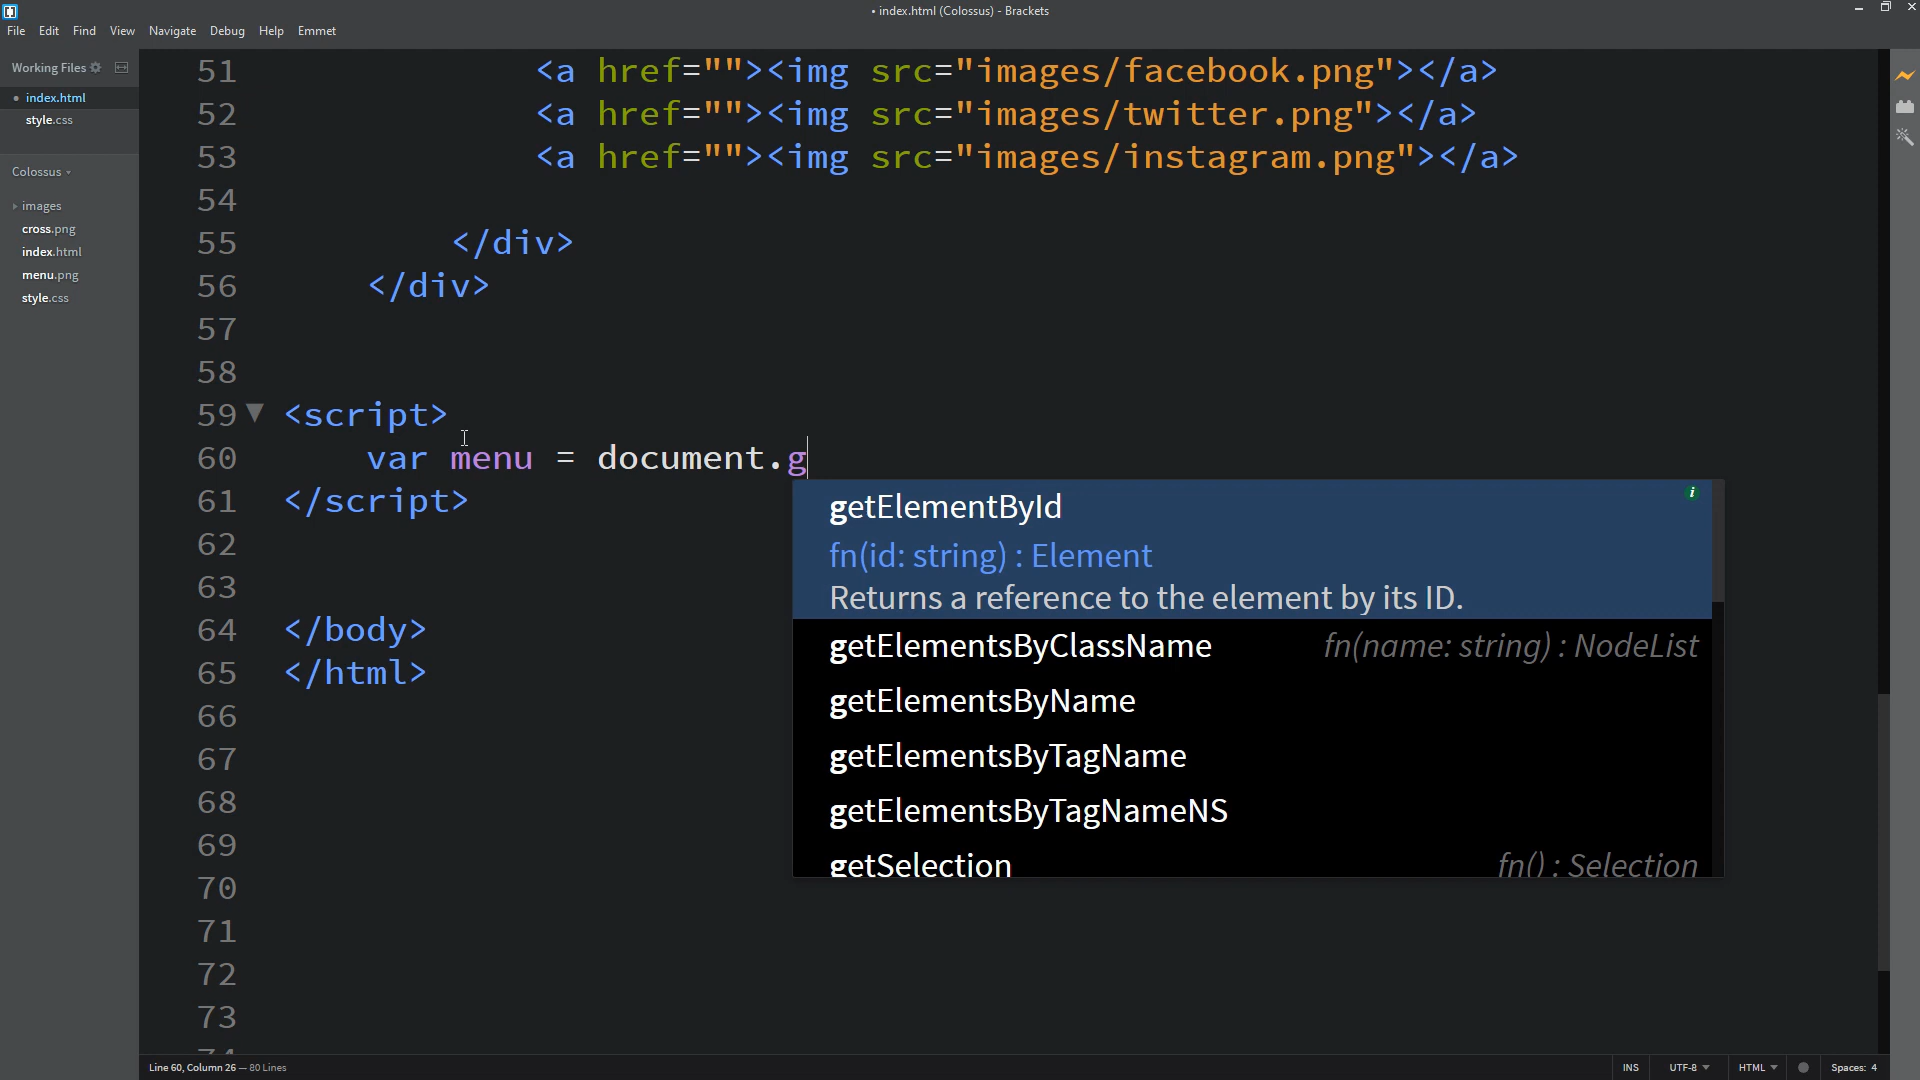 • index.html (Colossus) - Brackets
File Edit Find View Navigate Debug Help Emmet
Working Files
• index.html
style.css
Colossus
images
cross.png
index.html
menu.png
style.css
51 <a href=""><img src="images/facebook.png"></a>
52 <a href=""><img src="images/twitter.png"></a>
53 <a href=""><img src="images/instagram.png"></a>
54
55 </div>
56 </div>
57
58
59 <script>
60 var menu = document.g
61 </script>
62
63
64 </body>
65 </html>
66
67
68
69
70
71
72
73
74
getElementById
fn(id: string) : Element
Returns a reference to the element by its ID.
getElementsByClassName fn(name: string) : NodeList
getElementsByName
getElementsByTagName
getElementsByTagNameNS
getSelection fn() : Selection
Line 60, Column 26 — 80 Lines
INS UTF-8 HTML Spaces: 4